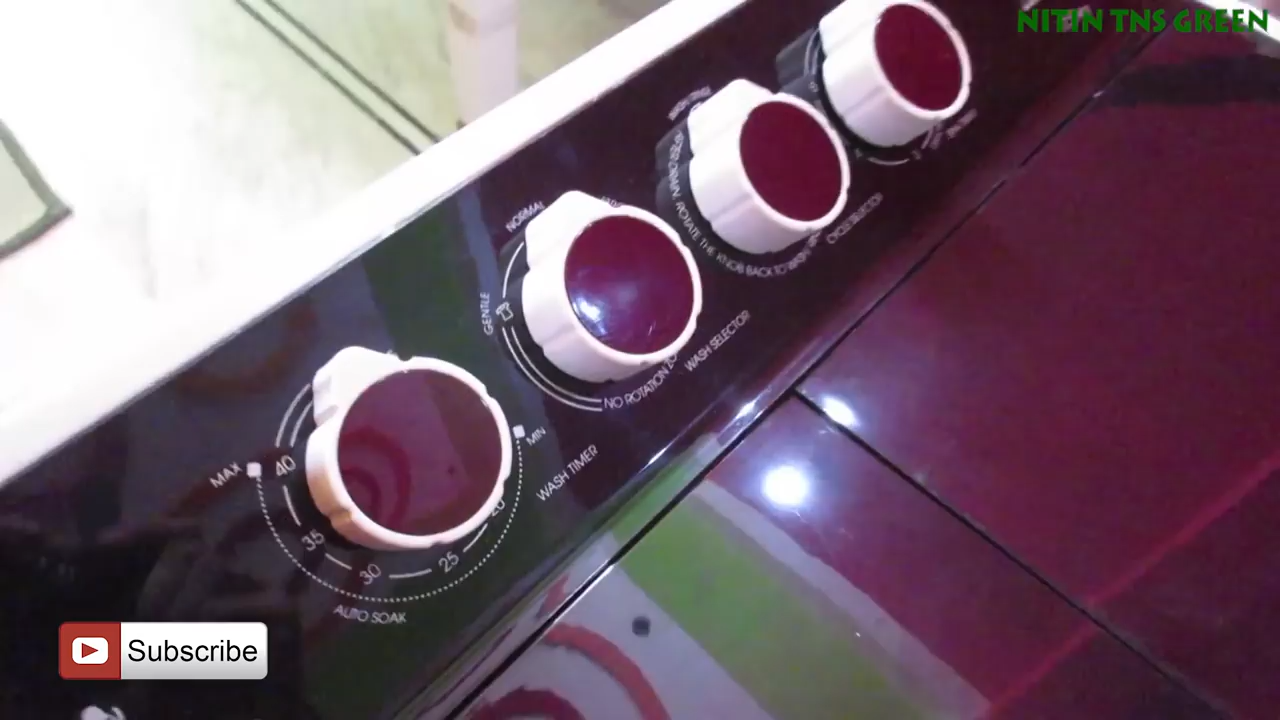 NITIN TNS GREEN
CYCLE SELECTOR
ROTATE THE KNOB BACK TO WASH
NORMAL
GENTLE
NO ROTATION
WASH SELECTOR
MIN
MAX
40
35
30
25
20
WASH TIMER
AUTO SOAK
Subscribe